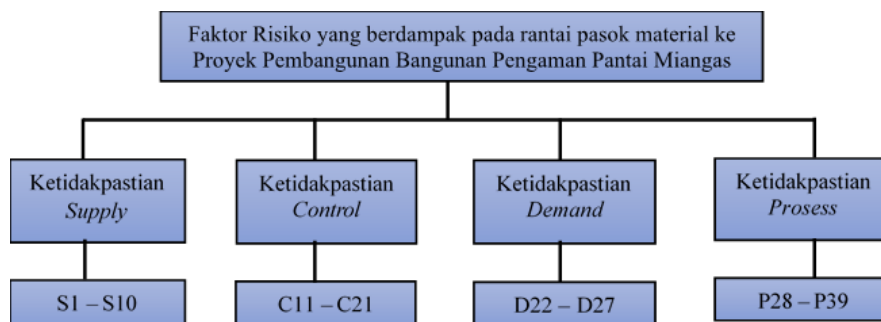 Faktor Risiko yang berdampak pada rantai pasok material ke
Proyek Pembangunan Bangunan Pengaman Pantai Miangas
Ketidakpastian
Supply
Ketidakpastian
Control
Ketidakpastian
Demand
Ketidakpastian
Prosess
S1 – S10
C11 – C21
D22 – D27
P28 – P39